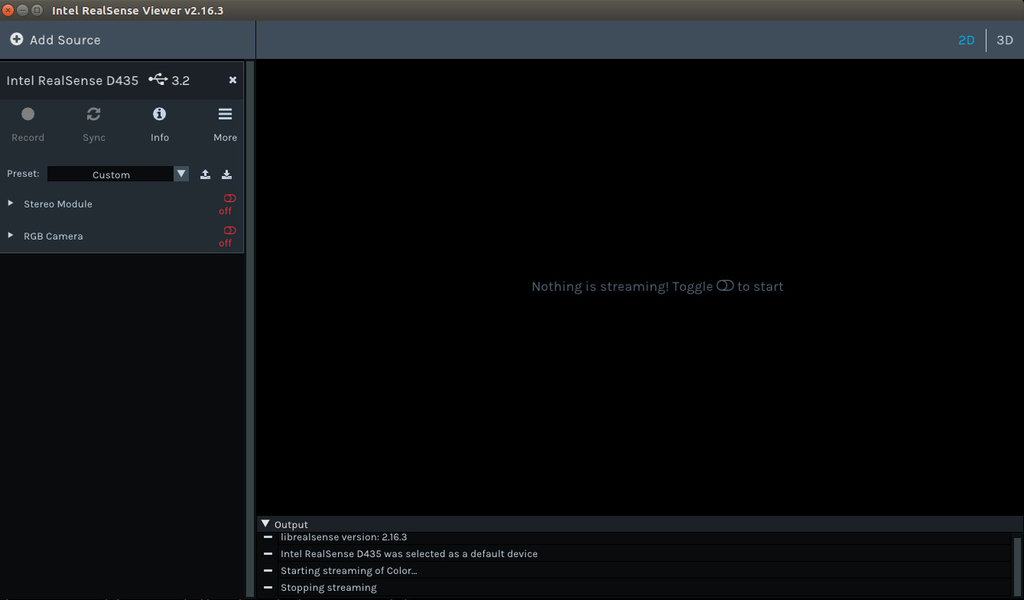 Intel RealSense Viewer v2.16.3
Add Source
2D
3D
Intel RealSense D435 3.2
Record
Sync
Info
More
Preset:
Custom
Stereo Module
off
RGB Camera
off
Nothing is streaming! Toggle to start
Output
librealsense version: 2.16.3
Intel RealSense D435 was selected as a default device
Starting streaming of Color...
Stopping streaming